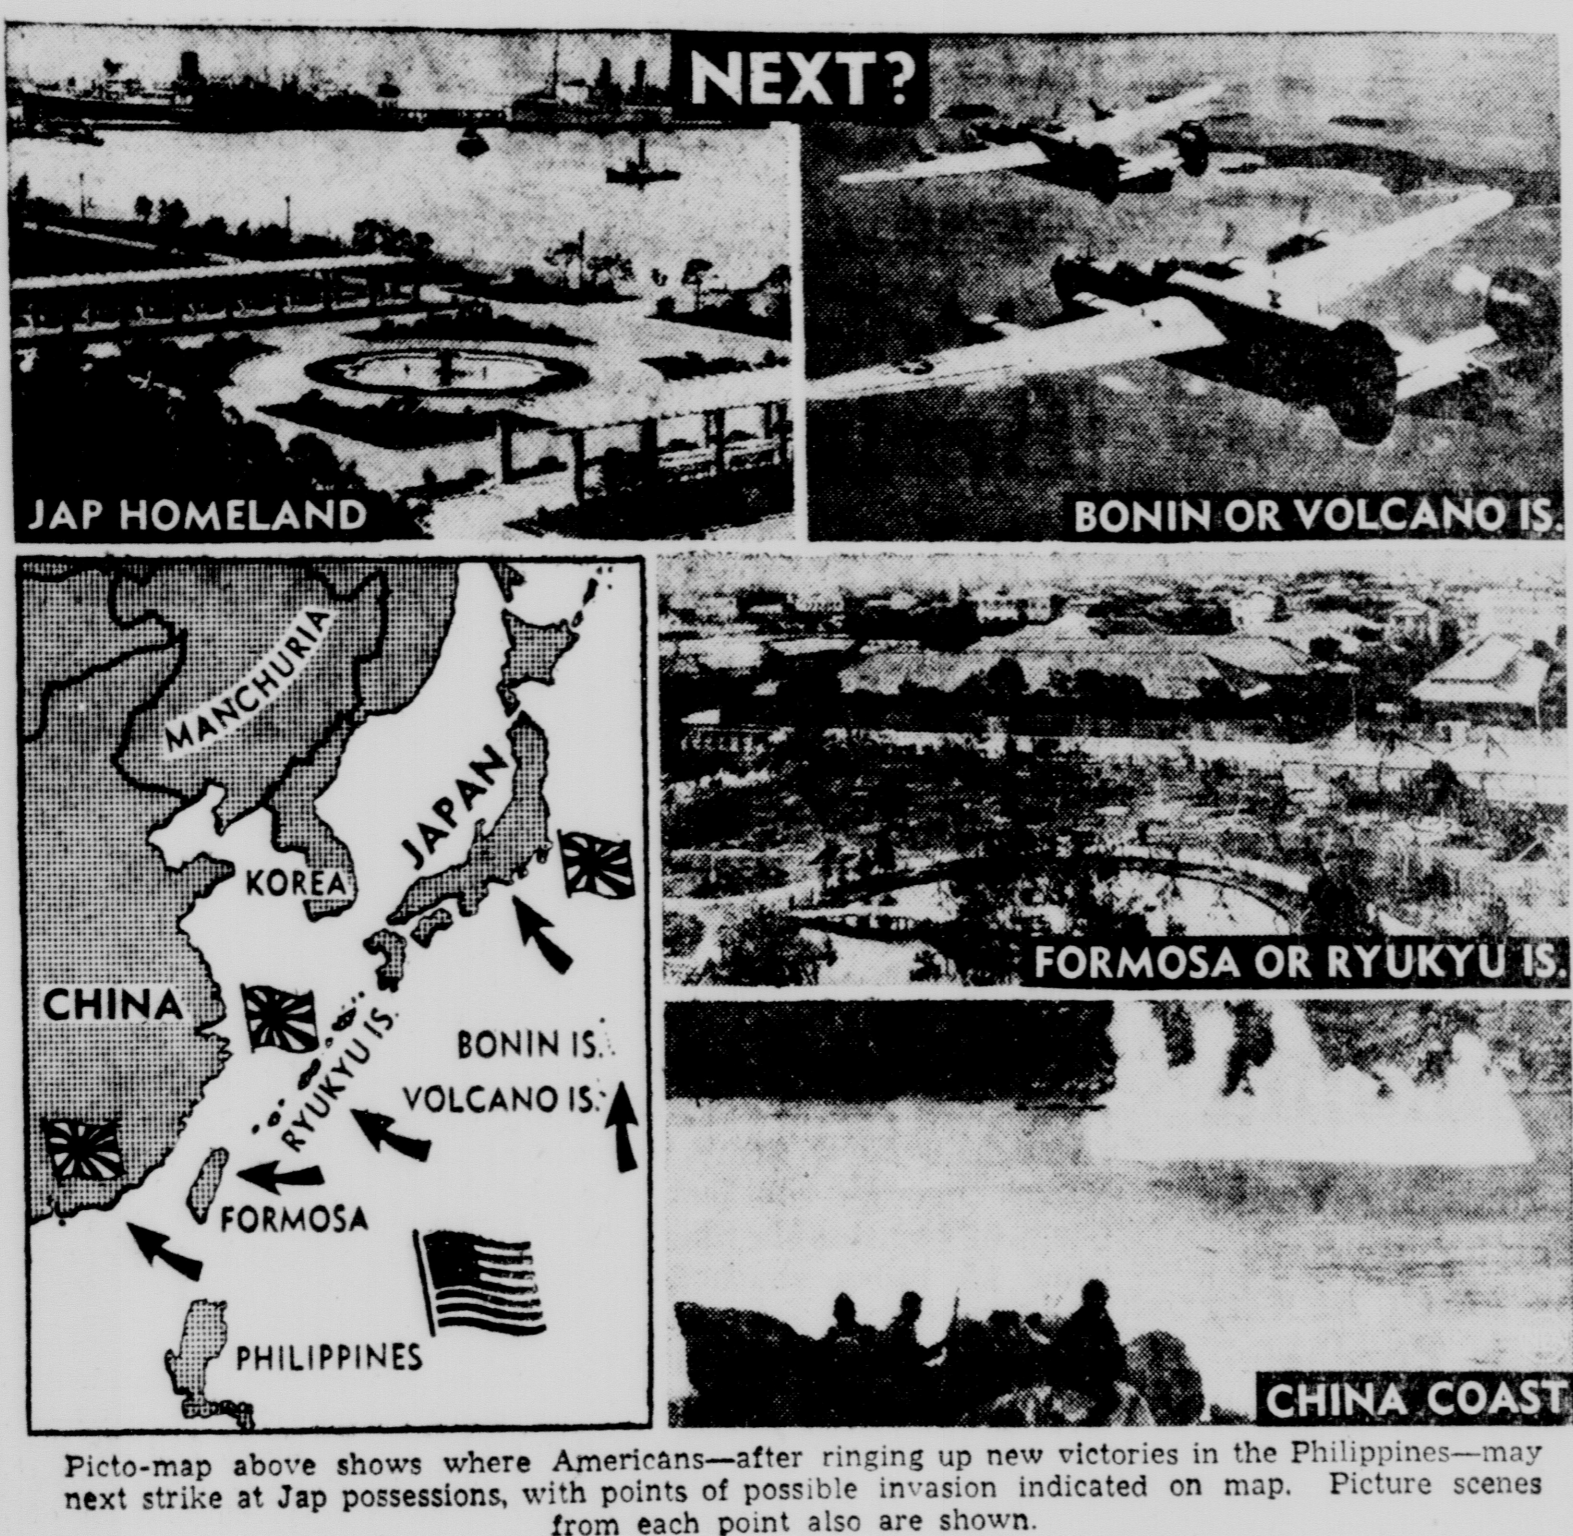 NEXT?
JAP HOMELAND
BONIN OR VOLCANO IS.
MANCHURIA
JAPAN
KOREA
CHINA
RYUKYU IS.
BONIN IS.
VOLCANO IS.
FORMOSA
PHILIPPINES
FORMOSA OR RYUKYU IS.
CHINA COAST
Picto-map above shows where Americans—after ringing up new victories in the Philippines—may
next strike at Jap possessions, with points of possible invasion indicated on map. Picture scenes
from each point also are shown.